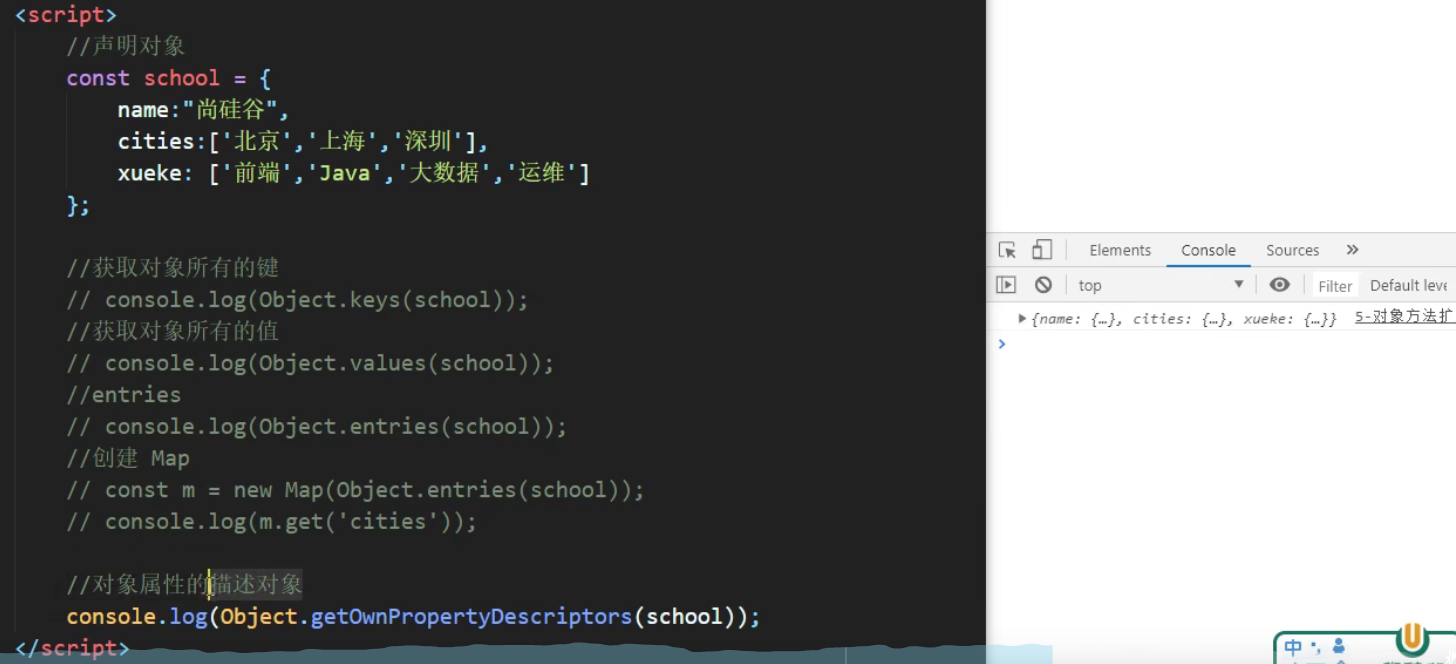 <script>
//声明对象
const school = {
name:"尚硅谷",
cities:['北京','上海','深圳'],
xueke: ['前端','Java','大数据','运维']
};
//获取对象所有的键
// console.log(Object.keys(school));
//获取对象所有的值
// console.log(Object.values(school));
//entries
// console.log(Object.entries(school));
//创建 Map
// const m = new Map(Object.entries(school));
// console.log(m.get('cities'));
//对象属性的描述对象
console.log(Object.getOwnPropertyDescriptors(school));
</script>
Elements Console Sources »
top Filter Default leve
{name: {…}, cities: {…}, xueke: {…}} 5-对象方法扩
中